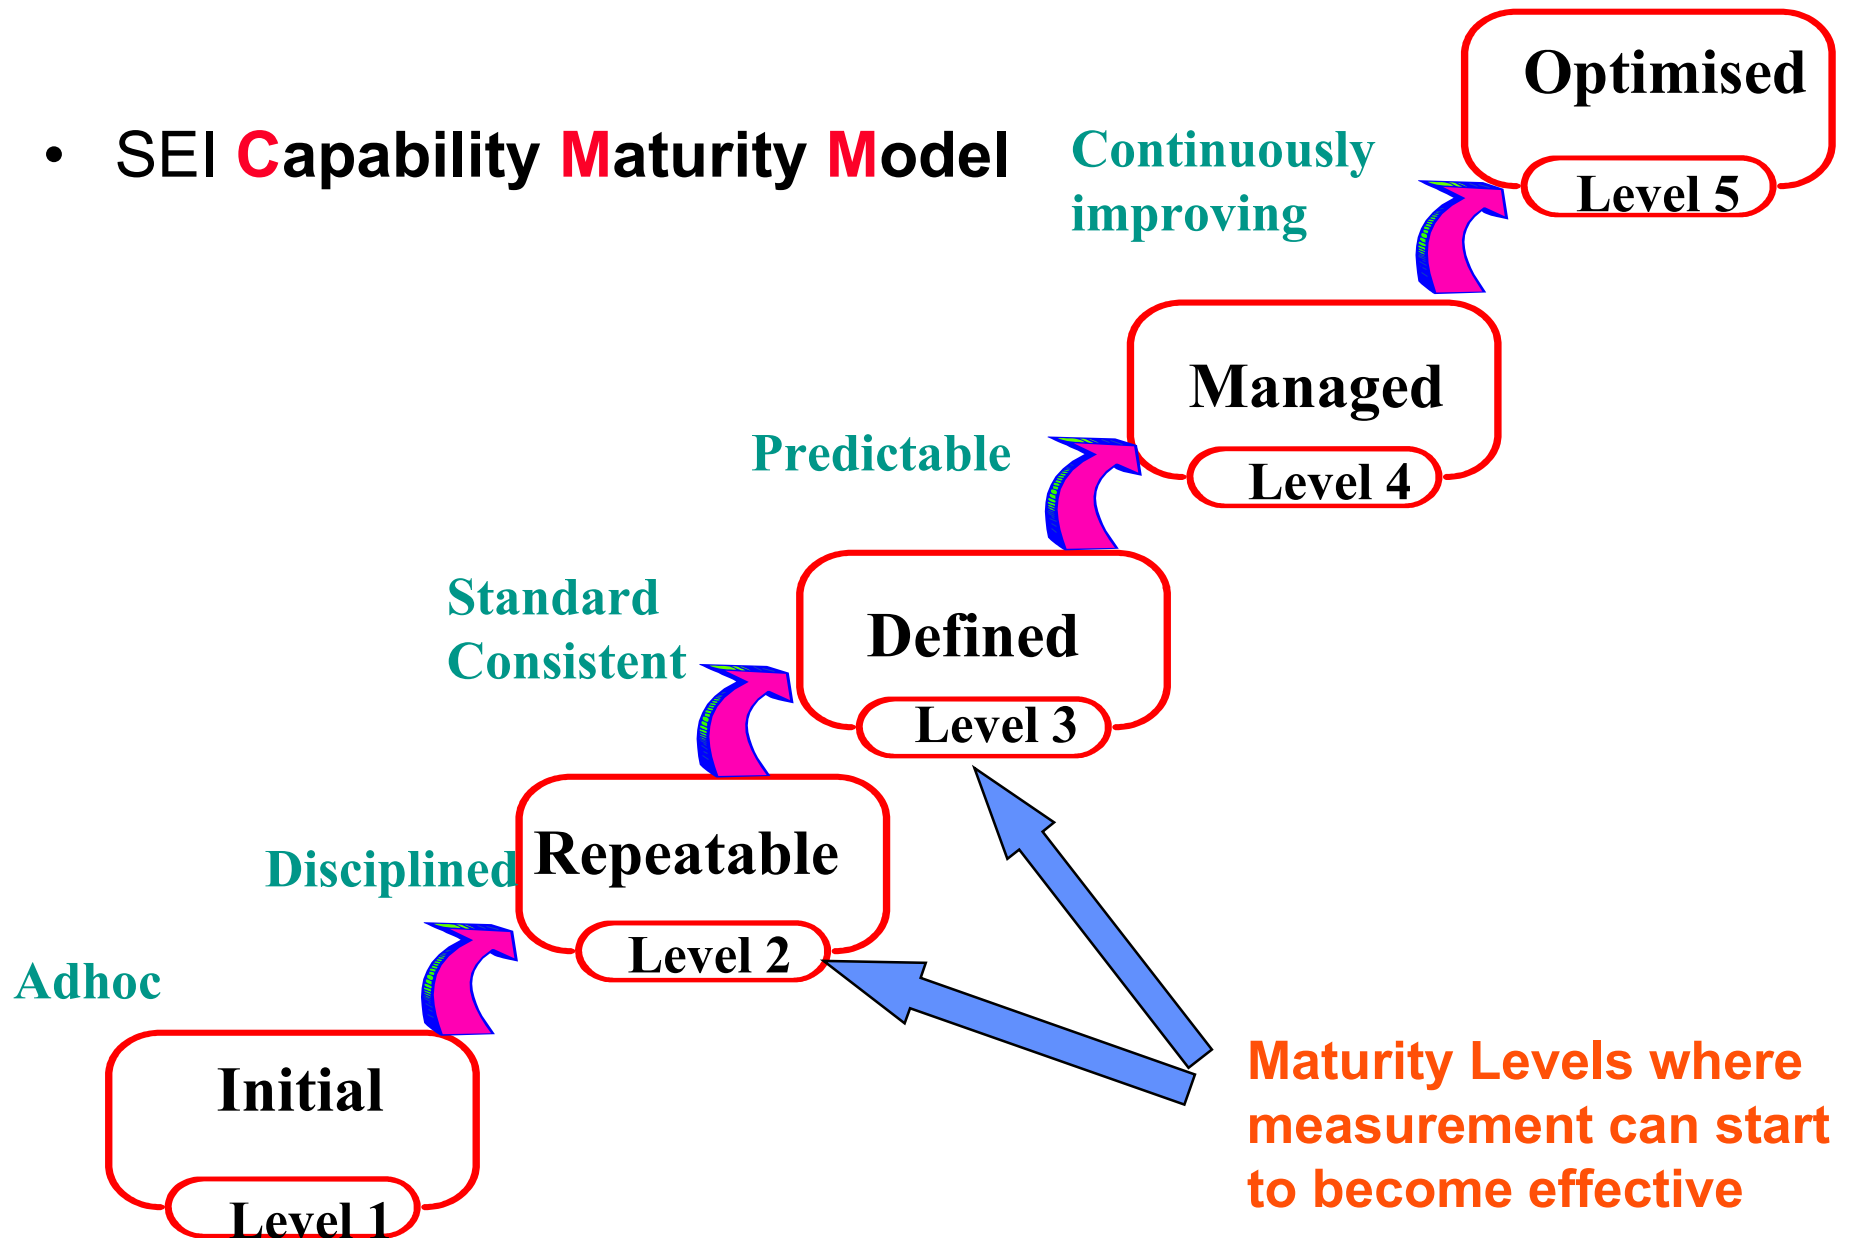 • SEI Capability Maturity Model
Optimised
Level 5
Continuously
improving
Managed
Level 4
Predictable
Defined
Level 3
Standard
Consistent
Repeatable
Level 2
Disciplined
Adhoc
Initial
Level 1
Maturity Levels where
measurement can start
to become effective